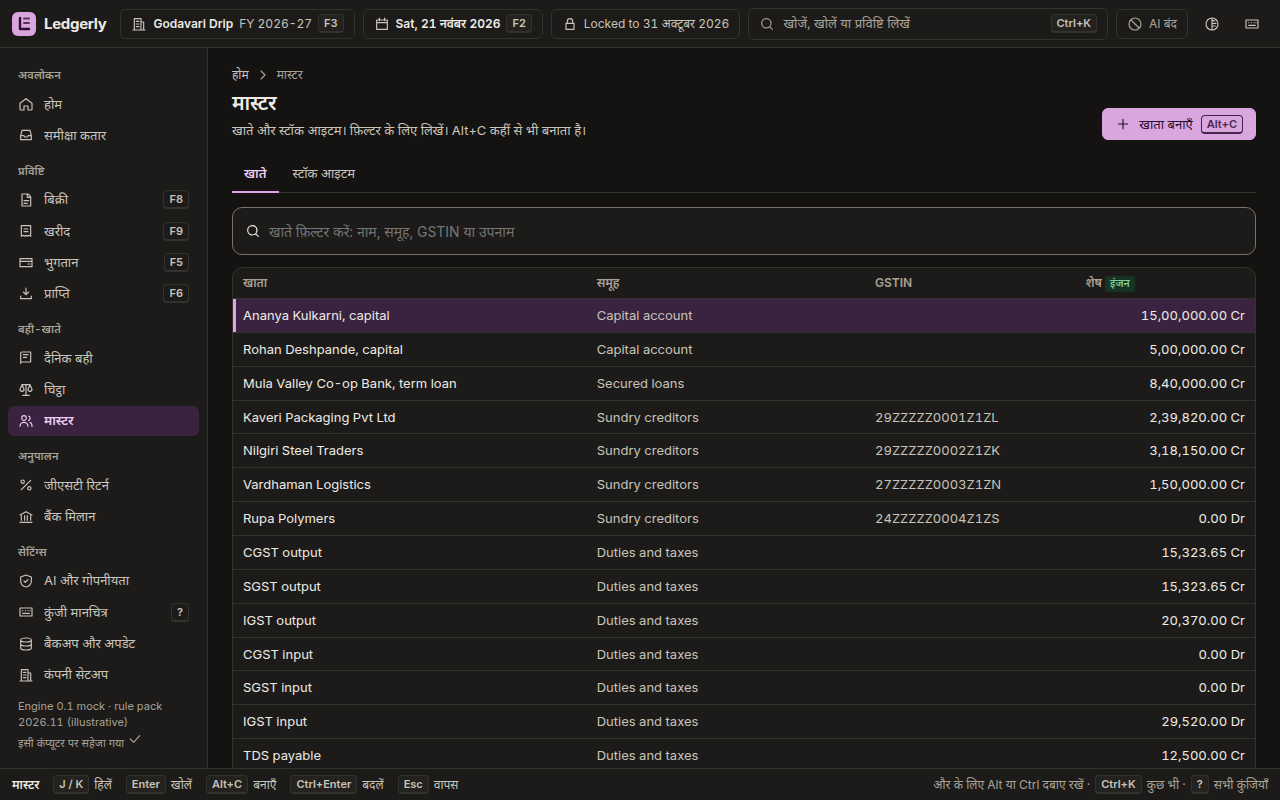 Ledgerly
Godavari Drip FY 2026-27 F3
Sat, 21 नवंबर 2026 F2
Locked to 31 अक्टूबर 2026
खोजें, खोलें या प्रविष्टि लिखें Ctrl+K
AI बंद
अवलोकन
होम
समीक्षा कतार
प्रविष्टि
बिक्री F8
खरीद F9
भुगतान F5
प्राप्ति F6
बही-खाते
दैनिक बही
चिट्ठा
मास्टर
अनुपालन
जीएसटी रिटर्न
बैंक मिलान
सेटिंग्स
AI और गोपनीयता
कुंजी मानचित्र ?
बैकअप और अपडेट
कंपनी सेटअप
Engine 0.1 mock · rule pack
2026.11 (illustrative)
इसी कंप्यूटर पर सहेजा गया
होम मास्टर
मास्टर
खाते और स्टॉक आइटम। फ़िल्टर के लिए लिखें। Alt+C कहीं से भी बनाता है।
खाता बनाएँ Alt+C
खाते स्टॉक आइटम
खाते फ़िल्टर करें: नाम, समूह, GSTIN या उपनाम
खाता समूह GSTIN शेष इंजन
Ananya Kulkarni, capital Capital account 15,00,000.00 Cr
Rohan Deshpande, capital Capital account 5,00,000.00 Cr
Mula Valley Co-op Bank, term loan Secured loans 8,40,000.00 Cr
Kaveri Packaging Pvt Ltd Sundry creditors 29ZZZZZ0001Z1ZL 2,39,820.00 Cr
Nilgiri Steel Traders Sundry creditors 29ZZZZZ0002Z1ZK 3,18,150.00 Cr
Vardhaman Logistics Sundry creditors 27ZZZZZ0003Z1ZN 1,50,000.00 Cr
Rupa Polymers Sundry creditors 24ZZZZZ0004Z1ZS 0.00 Dr
CGST output Duties and taxes 15,323.65 Cr
SGST output Duties and taxes 15,323.65 Cr
IGST output Duties and taxes 20,370.00 Cr
CGST input Duties and taxes 0.00 Dr
SGST input Duties and taxes 0.00 Dr
IGST input Duties and taxes 29,520.00 Dr
TDS payable Duties and taxes 12,500.00 Cr
मास्टर J / K हिलें Enter खोलें Alt+C बनाएँ Ctrl+Enter बदलें Esc वापस
और के लिए Alt या Ctrl दबाए रखें · Ctrl+K कुछ भी · ? सभी कुंजियाँ